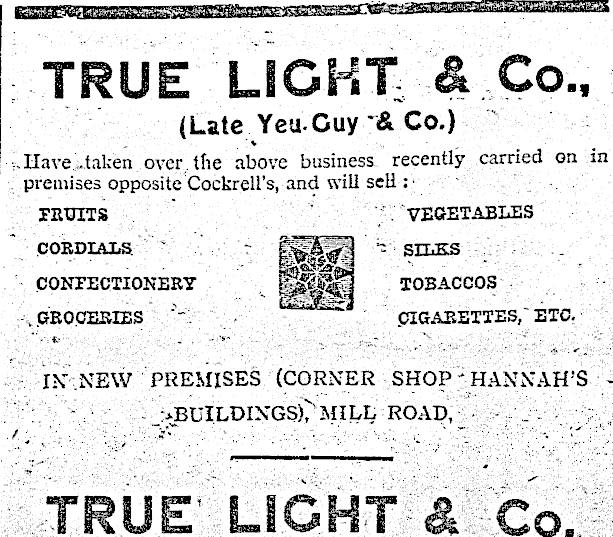 TRUE LIGHT & Co.,
(Late Yeu Guy & Co.)
Have taken over the above business recently carried on in
premises opposite Cockrell's, and will sell :
FRUITS VEGETABLES
CORDIALS SILKS
CONFECTIONERY TOBACCOS
GROCERIES CIGARETTES, ETC.
IN NEW PREMISES (CORNER SHOP HANNAH'S
BUILDINGS), MILL ROAD,
TRUE LIGHT & Co.